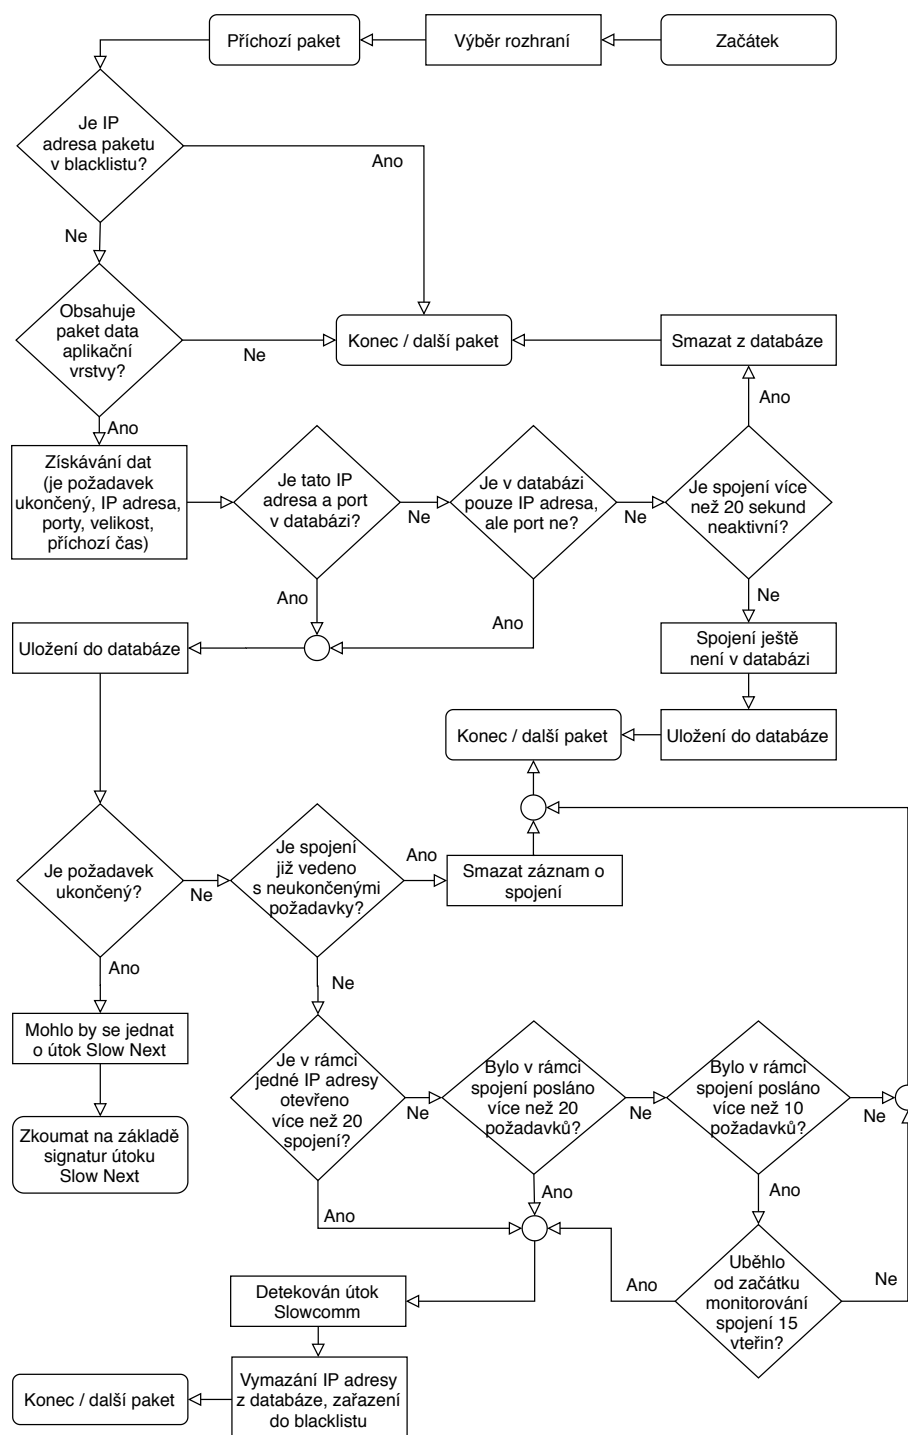 Příchozí paket
Výběr rozhraní
Začátek
Je IP
adresa paketu
v blacklistu?
Ano
Ne
Obsahuje
paket data
aplikační
vrstvy?
Ne
Konec / další paket
Smazat z databáze
Ano
Ano
Získávání dat
(je požadavek
ukončený, IP adresa,
porty, velikost,
příchozí čas)
Je tato IP
adresa a port
v databázi?
Ne
Je v databázi
pouze IP adresa,
ale port ne?
Ne
Je spojení více
než 20 sekund
neaktivní?
Ano
Ano
Ne
Uložení do databáze
Spojení ještě
není v databázi
Konec / další paket
Uložení do databáze
Je požadavek
ukončený?
Ne
Je spojení
již vedeno
s neukončenými
požadavky?
Ano
Smazat záznam o
spojení
Ano
Ne
Mohlo by se jednat
o útok Slow Next
Je v rámci
jedné IP adresy
otevřeno
více než 20
spojení?
Ne
Bylo v rámci
spojení posláno
více než 20
požadavků?
Ne
Bylo v rámci
spojení posláno
více než 10
požadavků?
Ne
Zkoumat na základě
signatur útoku
Slow Next
Ano
Ano
Ano
Uběhlo
od začátku
monitorování
spojení 15
vteřin?
Ano
Ne
Detekován útok
Slowcomm
Vymazání IP adresy
z databáze, zařazení
do blacklistu
Konec / další paket